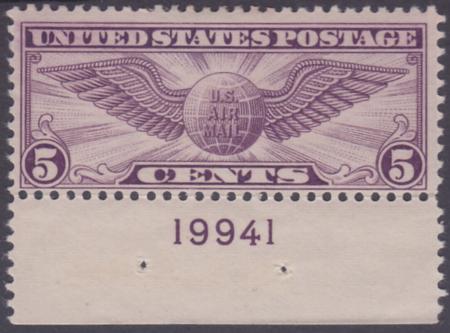 UNITED STATES POSTAGE
U.S.
AIR
MAIL
5 CENTS 5
19941